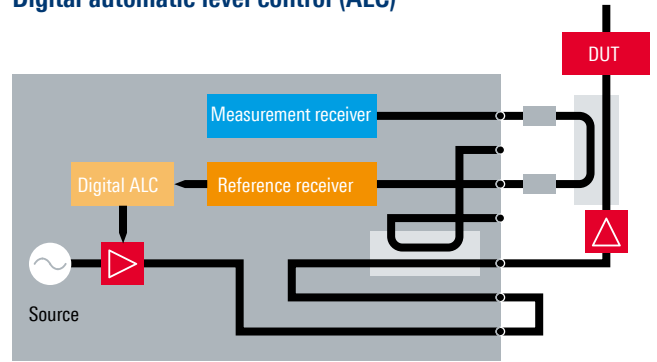 Digital automatic level control (ALC)
DUT
Measurement receiver
Digital ALC
Reference receiver
Source